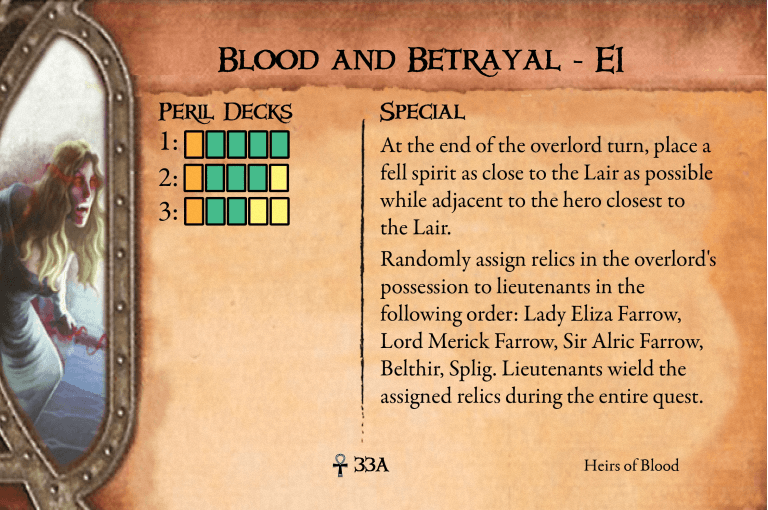 Blood and Betrayal - E1
Peril Decks
1:
2:
3:
Special
At the end of the overlord turn, place a
fell spirit as close to the Lair as possible
while adjacent to the hero closest to
the Lair.
Randomly assign relics in the overlord's
possession to lieutenants in the
following order: Lady Eliza Farrow,
Lord Merick Farrow, Sir Alric Farrow,
Belthir, Splig. Lieutenants wield the
assigned relics during the entire quest.
33A
Heirs of Blood